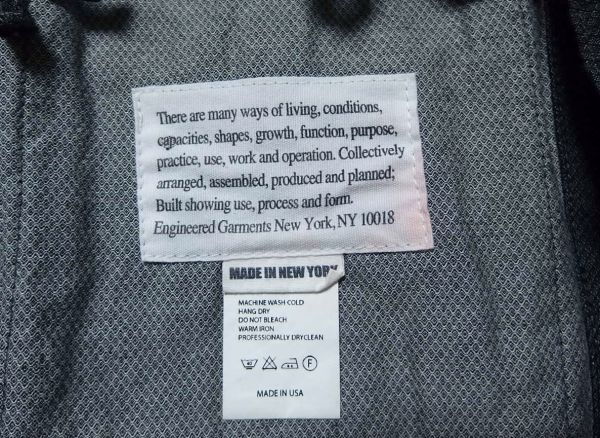 There are many ways of living, conditions,
capacities, shapes, growth, function, purpose,
practice, use, work and operation. Collectively
arranged, assembled, produced and planned;
Built showing use, process and form.
Engineered Garments New York, NY 10018
MADE IN NEW YORK
MACHINE WASH COLD
HANG DRY
DO NOT BLEACH
WARM IRON
PROFESSIONALLY DRYCLEAN
F
MADE IN USA